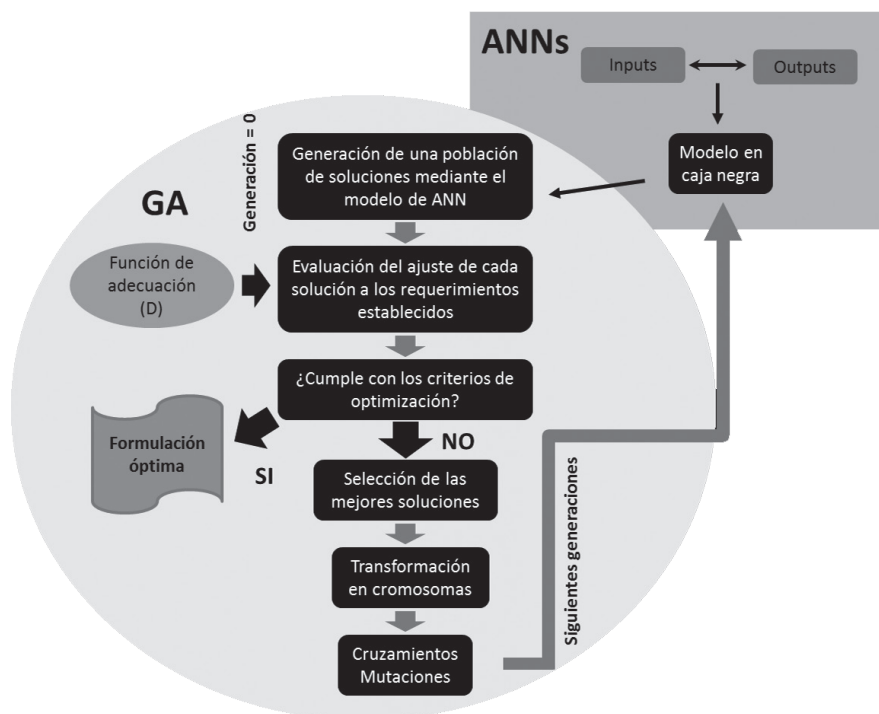 ANNs
Inputs
Outputs
Modelo en
caja negra
GA
Generación = 0
Generación de una población
de soluciones mediante el
modelo de ANN
Función de
adecuación
(D)
Evaluación del ajuste de cada
solución a los requerimientos
establecidos
¿Cumple con los criterios de
optimización?
Formulación
óptima
SI
NO
Selección de las
mejores soluciones
Transformación
en cromosomas
Cruzamientos
Mutaciones
Siguientes generaciones